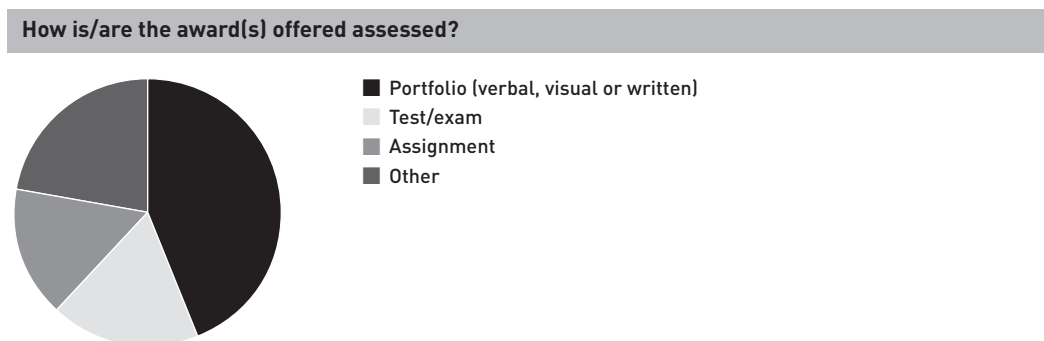 How is/are the award(s) offered assessed?
Portfolio (verbal, visual or written)
Test/exam
Assignment
Other